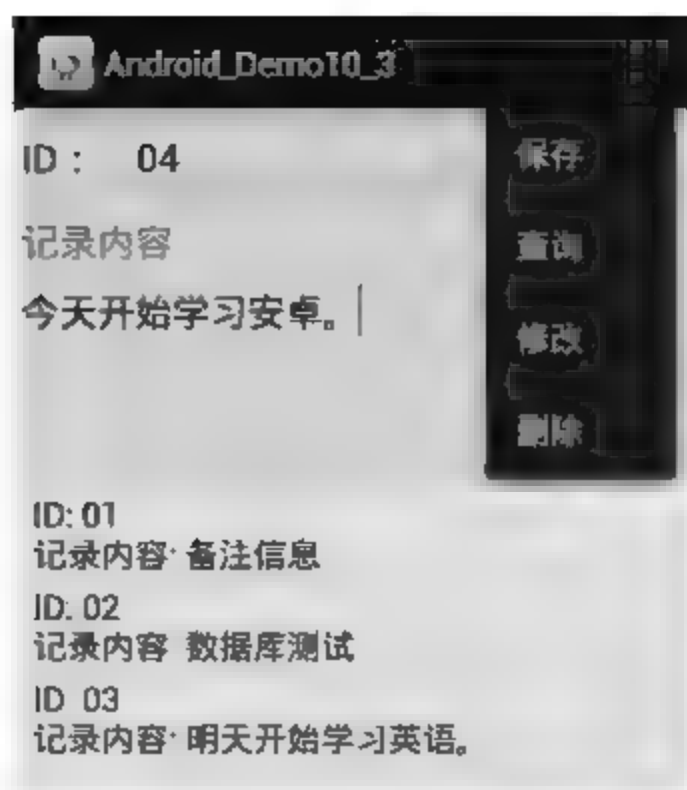 Android_Demo10_3
保存
查询
修改
删除
ID： 04
记录内容
今天开始学习安卓。
ID: 01
记录内容: 备注信息
ID: 02
记录内容 数据库测试
ID 03
记录内容: 明天开始学习英语。